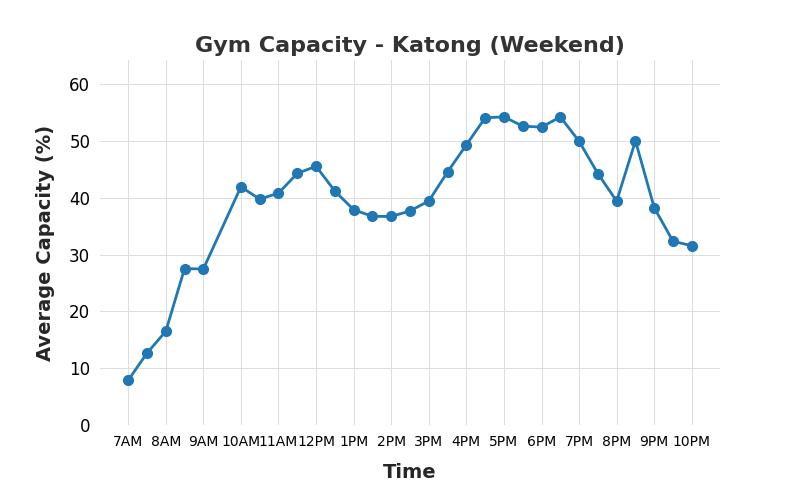 Gym Capacity - Katong (Weekend)
Average Capacity (%)
60
50
40
30
20
10
0
7AM 8AM 9AM 10AM 11AM 12PM 1PM 2PM 3PM 4PM 5PM 6PM 7PM 8PM 9PM 10PM
Time